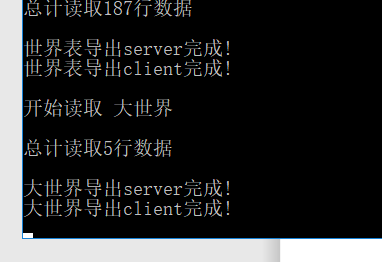 总计读取187行数据
世界表导出server完成!
世界表导出client完成!
开始读取 大世界
总计读取5行数据
大世界导出server完成!
大世界导出client完成!